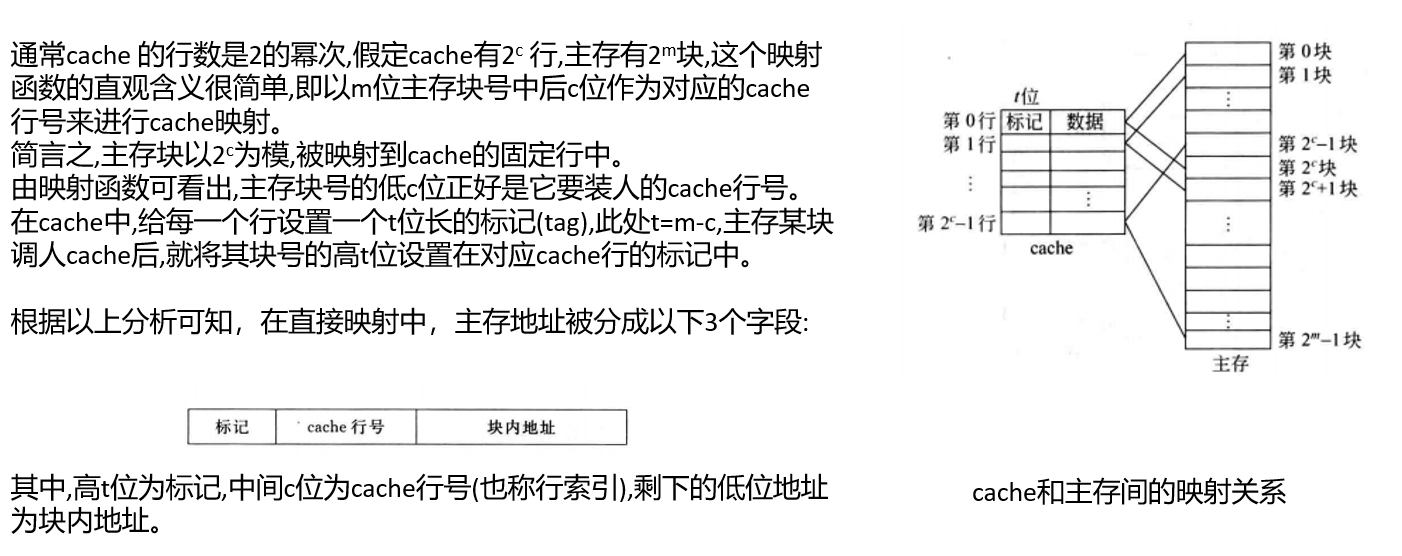 通常cache 的行数是2的幂次,假定cache有2ᶜ 行,主存有2ᵐ块,这个映射
函数的直观含义很简单,即以m位主存块号中后c位作为对应的cache
行号来进行cache映射。
简言之,主存块以2ᶜ为模,被映射到cache的固定行中。
由映射函数可看出,主存块号的低c位正好是它要装人的cache行号。
在cache中,给每一个行设置一个t位长的标记(tag),此处t=m-c,主存某块
调人cache后,就将其块号的高t位设置在对应cache行的标记中。
根据以上分析可知，在直接映射中，主存地址被分成以下3个字段:
标记 cache 行号 块内地址
其中,高t位为标记,中间c位为cache行号(也称行索引),剩下的低位地址
为块内地址。
t位
第 0 行 标记 数据
第 1 行
⋮
⋮
第 2ᶜ−1 行
cache
第 0 块
第 1 块
⋮
第 2ᶜ−1 块
第 2ᶜ 块
第 2ᶜ+1 块
⋮
⋮
第 2ᵐ−1 块
主存
cache和主存间的映射关系